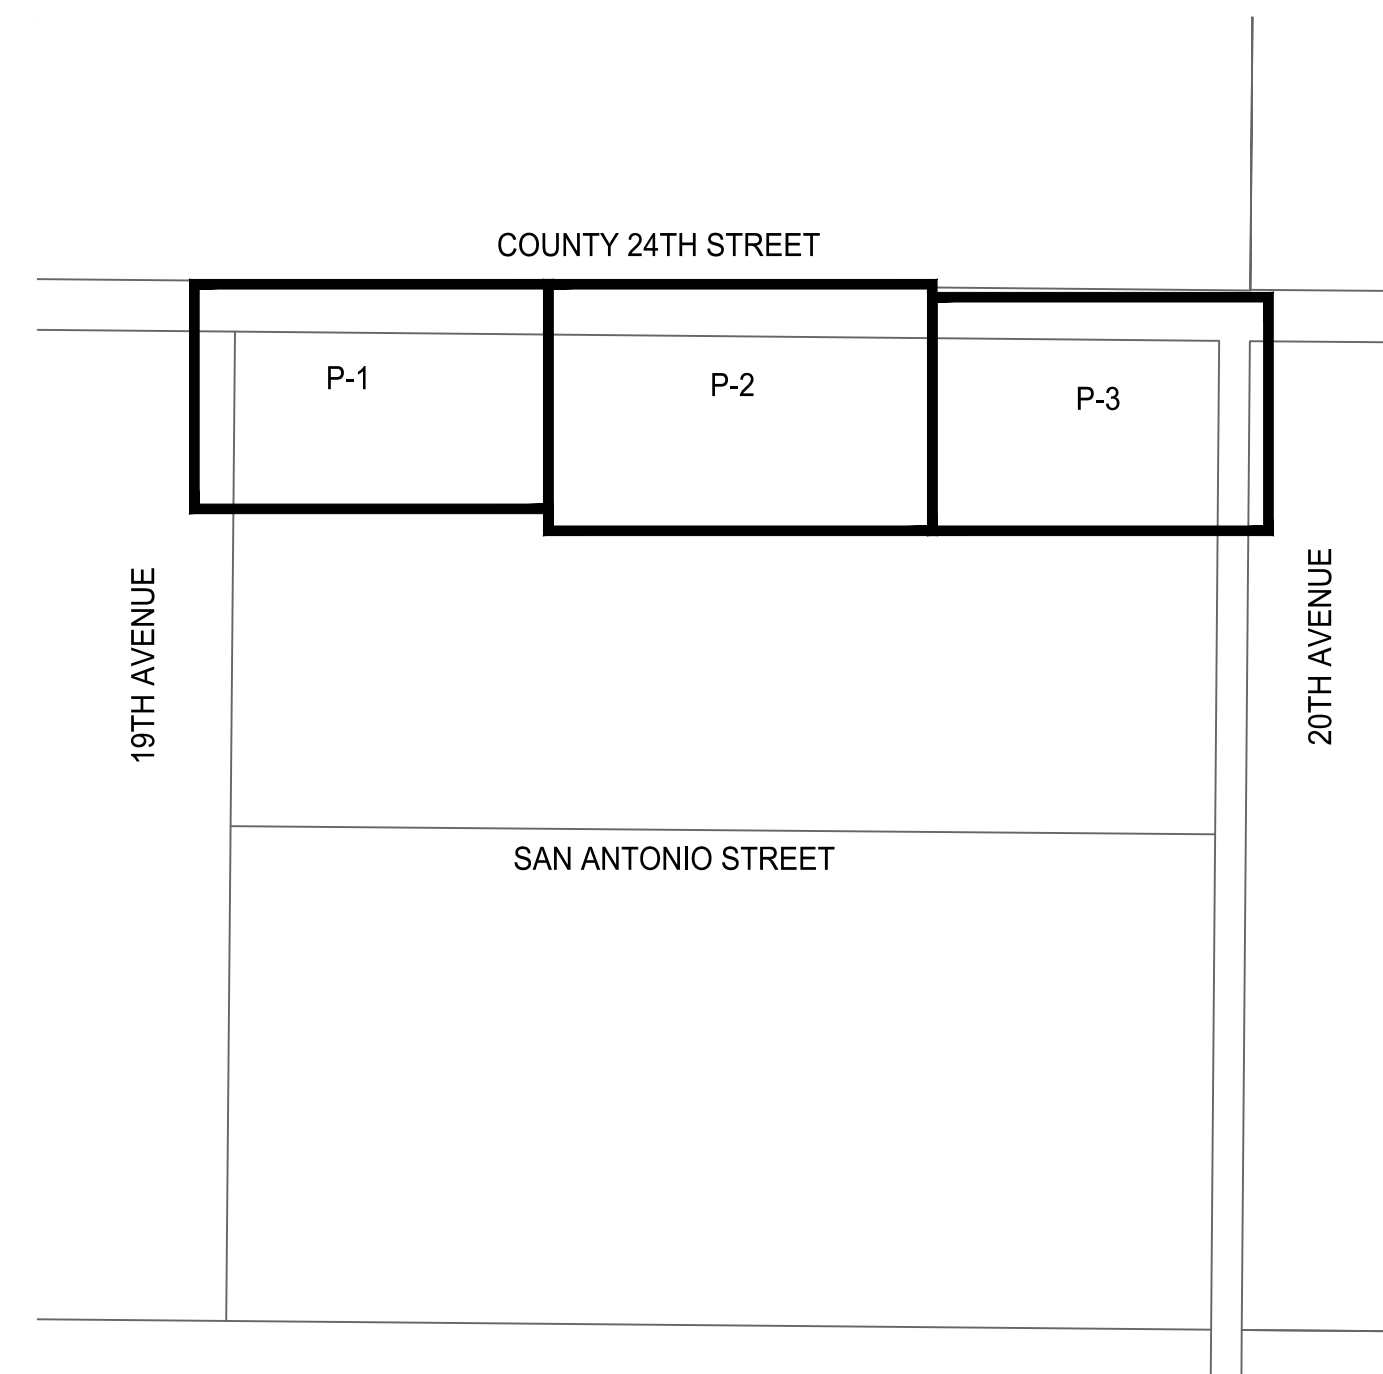 COUNTY 24TH STREET
P-1
P-2
P-3
19TH AVENUE
20TH AVENUE
SAN ANTONIO STREET